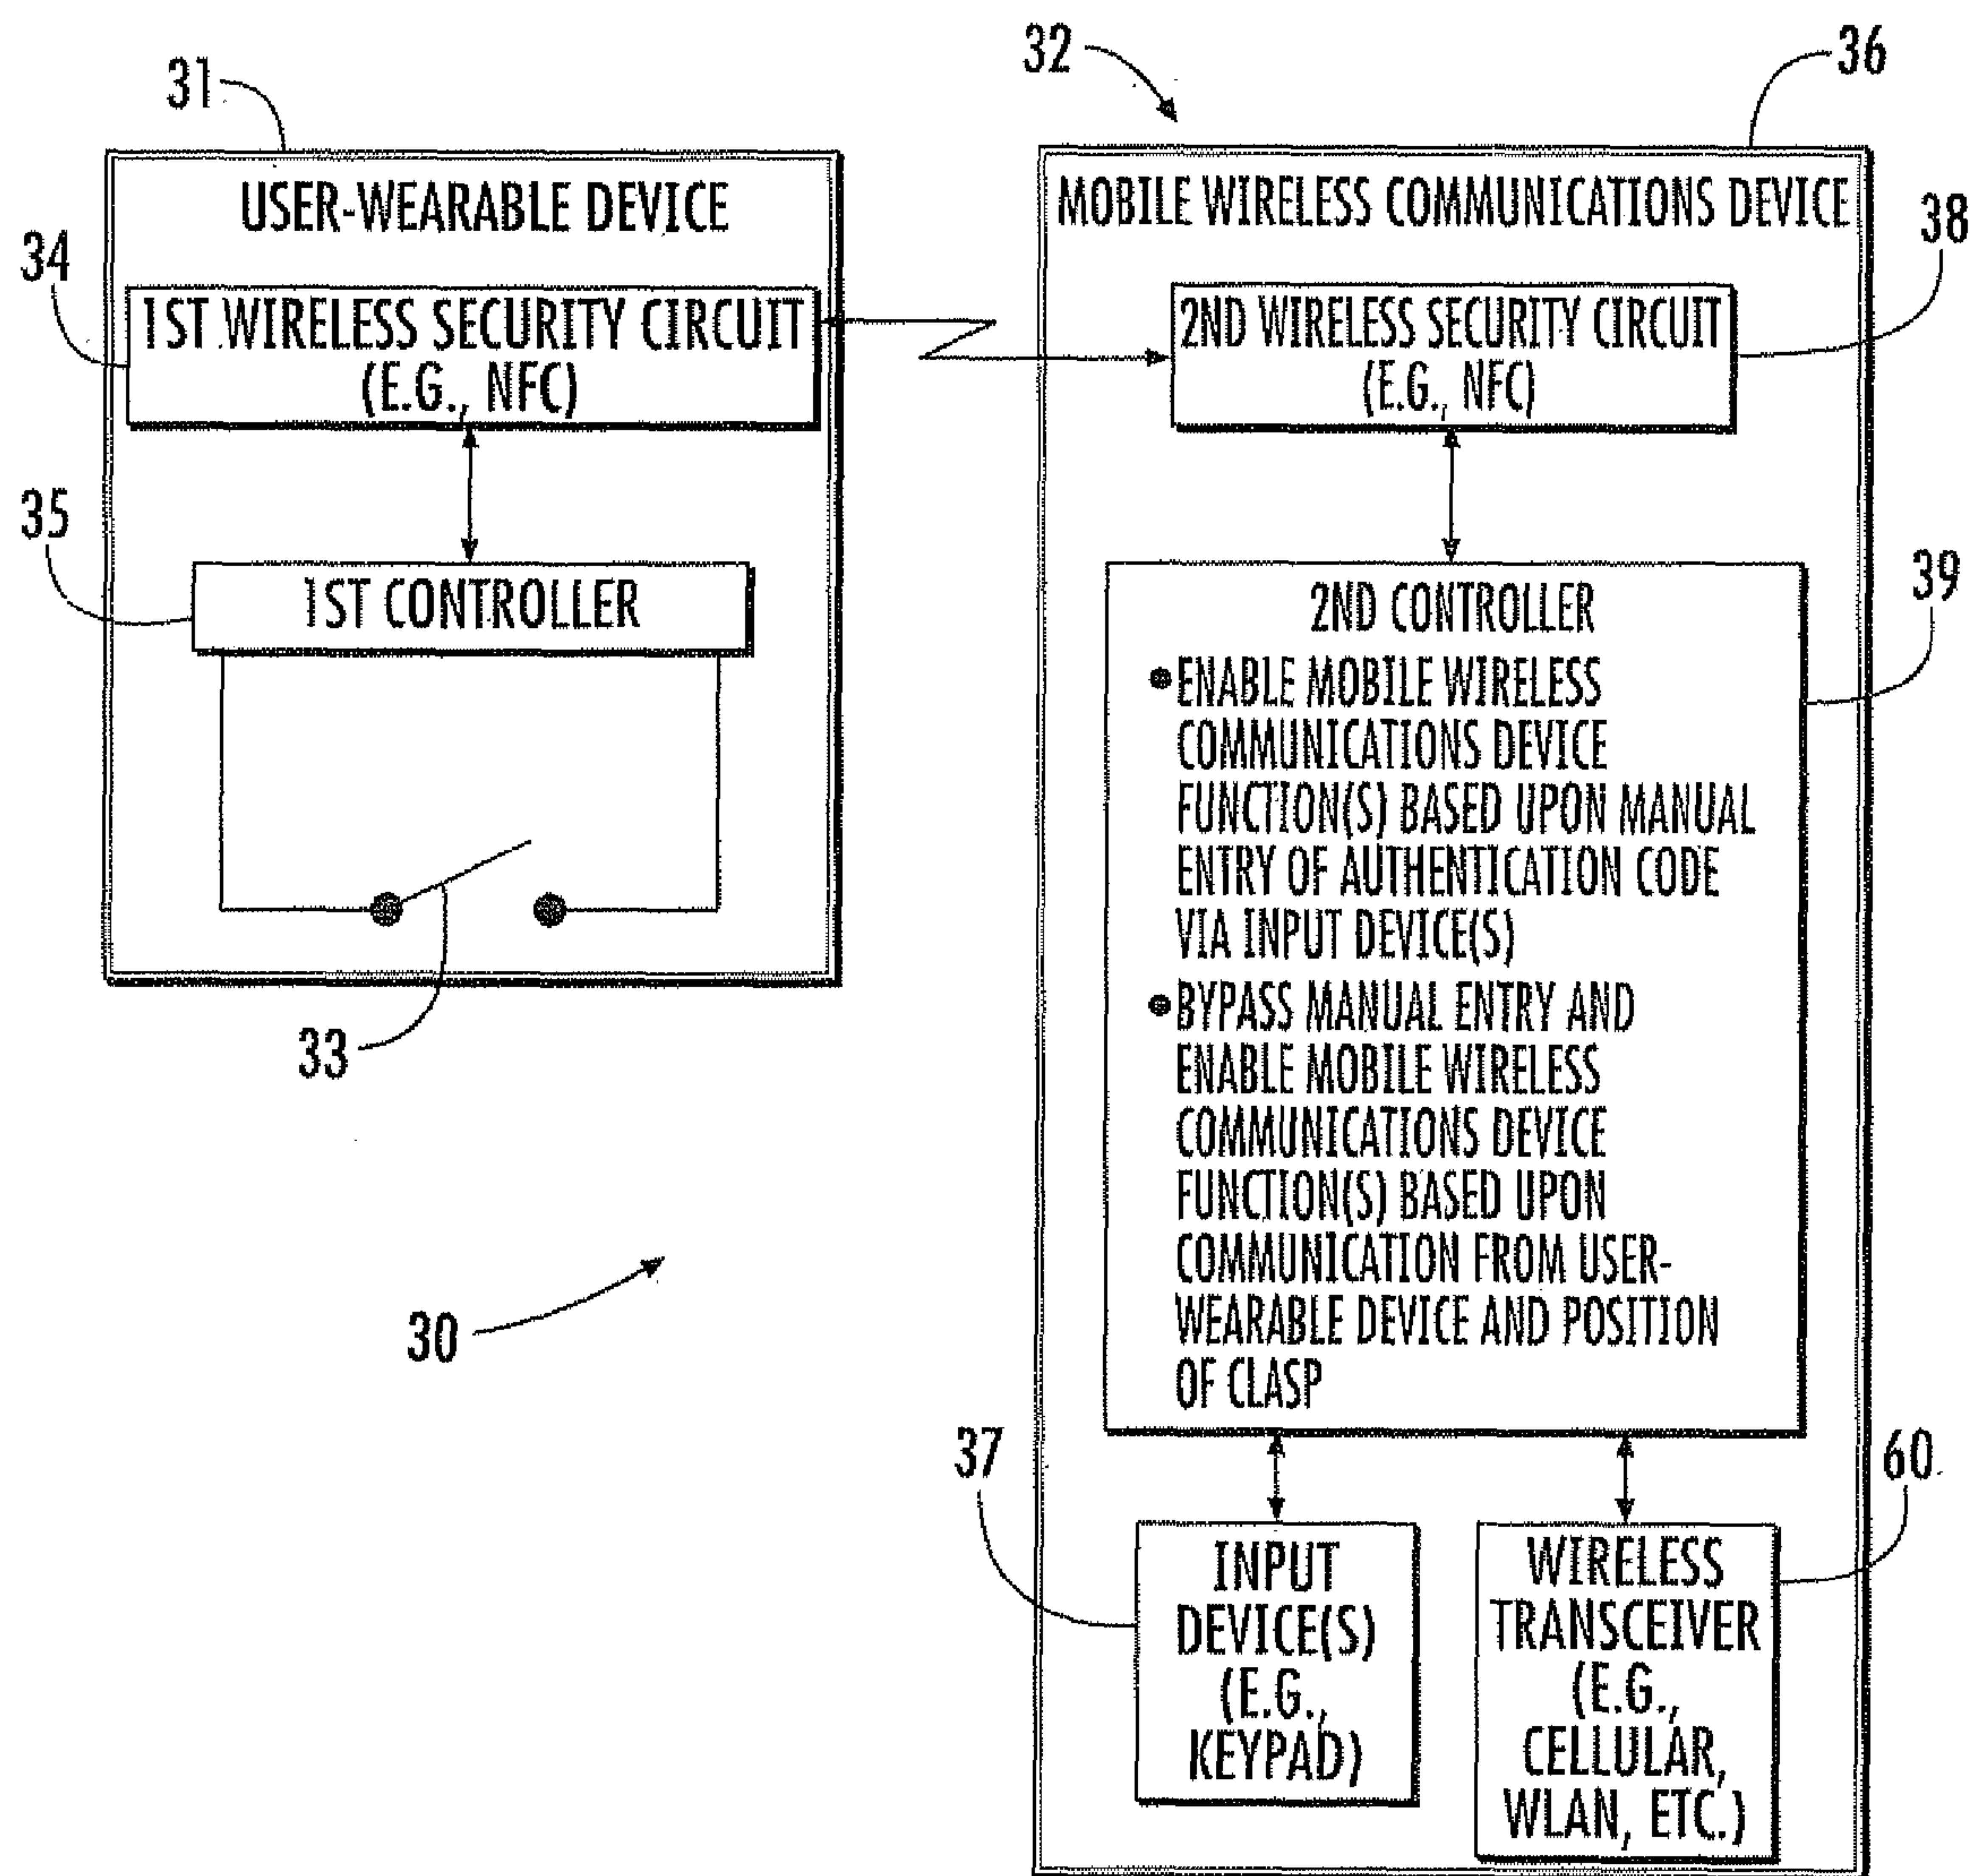 31
USER-WEARABLE DEVICE
34
1ST WIRELESS SECURITY CIRCUIT
(E.G., NFC)
35
1ST CONTROLLER
33
30
32
36
MOBILE WIRELESS COMMUNICATIONS DEVICE
38
2ND WIRELESS SECURITY CIRCUIT
(E.G., NFC)
39
2ND CONTROLLER
•ENABLE MOBILE WIRELESS
COMMUNICATIONS DEVICE
FUNCTION(S) BASED UPON MANUAL
ENTRY OF AUTHENTICATION CODE
VIA INPUT DEVICE(S)
•BYPASS MANUAL ENTRY AND
ENABLE MOBILE WIRELESS
COMMUNICATIONS DEVICE
FUNCTION(S) BASED UPON
COMMUNICATION FROM USER-
WEARABLE DEVICE AND POSITION
OF CLASP
37
60
INPUT
DEVICE(S)
(E.G.,
KEYPAD)
WIRELESS
TRANSCEIVER
(E.G.,
CELLULAR,
WLAN, ETC.)